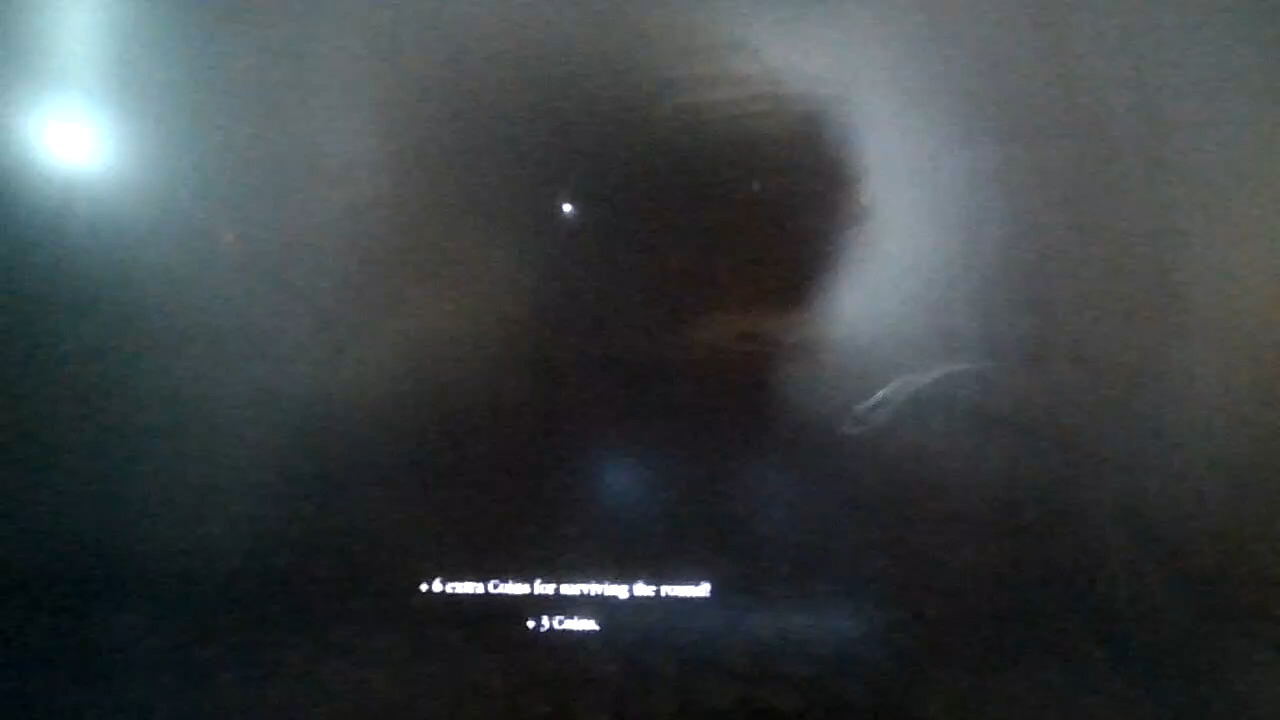 + 6 extra Coins for surviving the round!
+ 3 Coins.